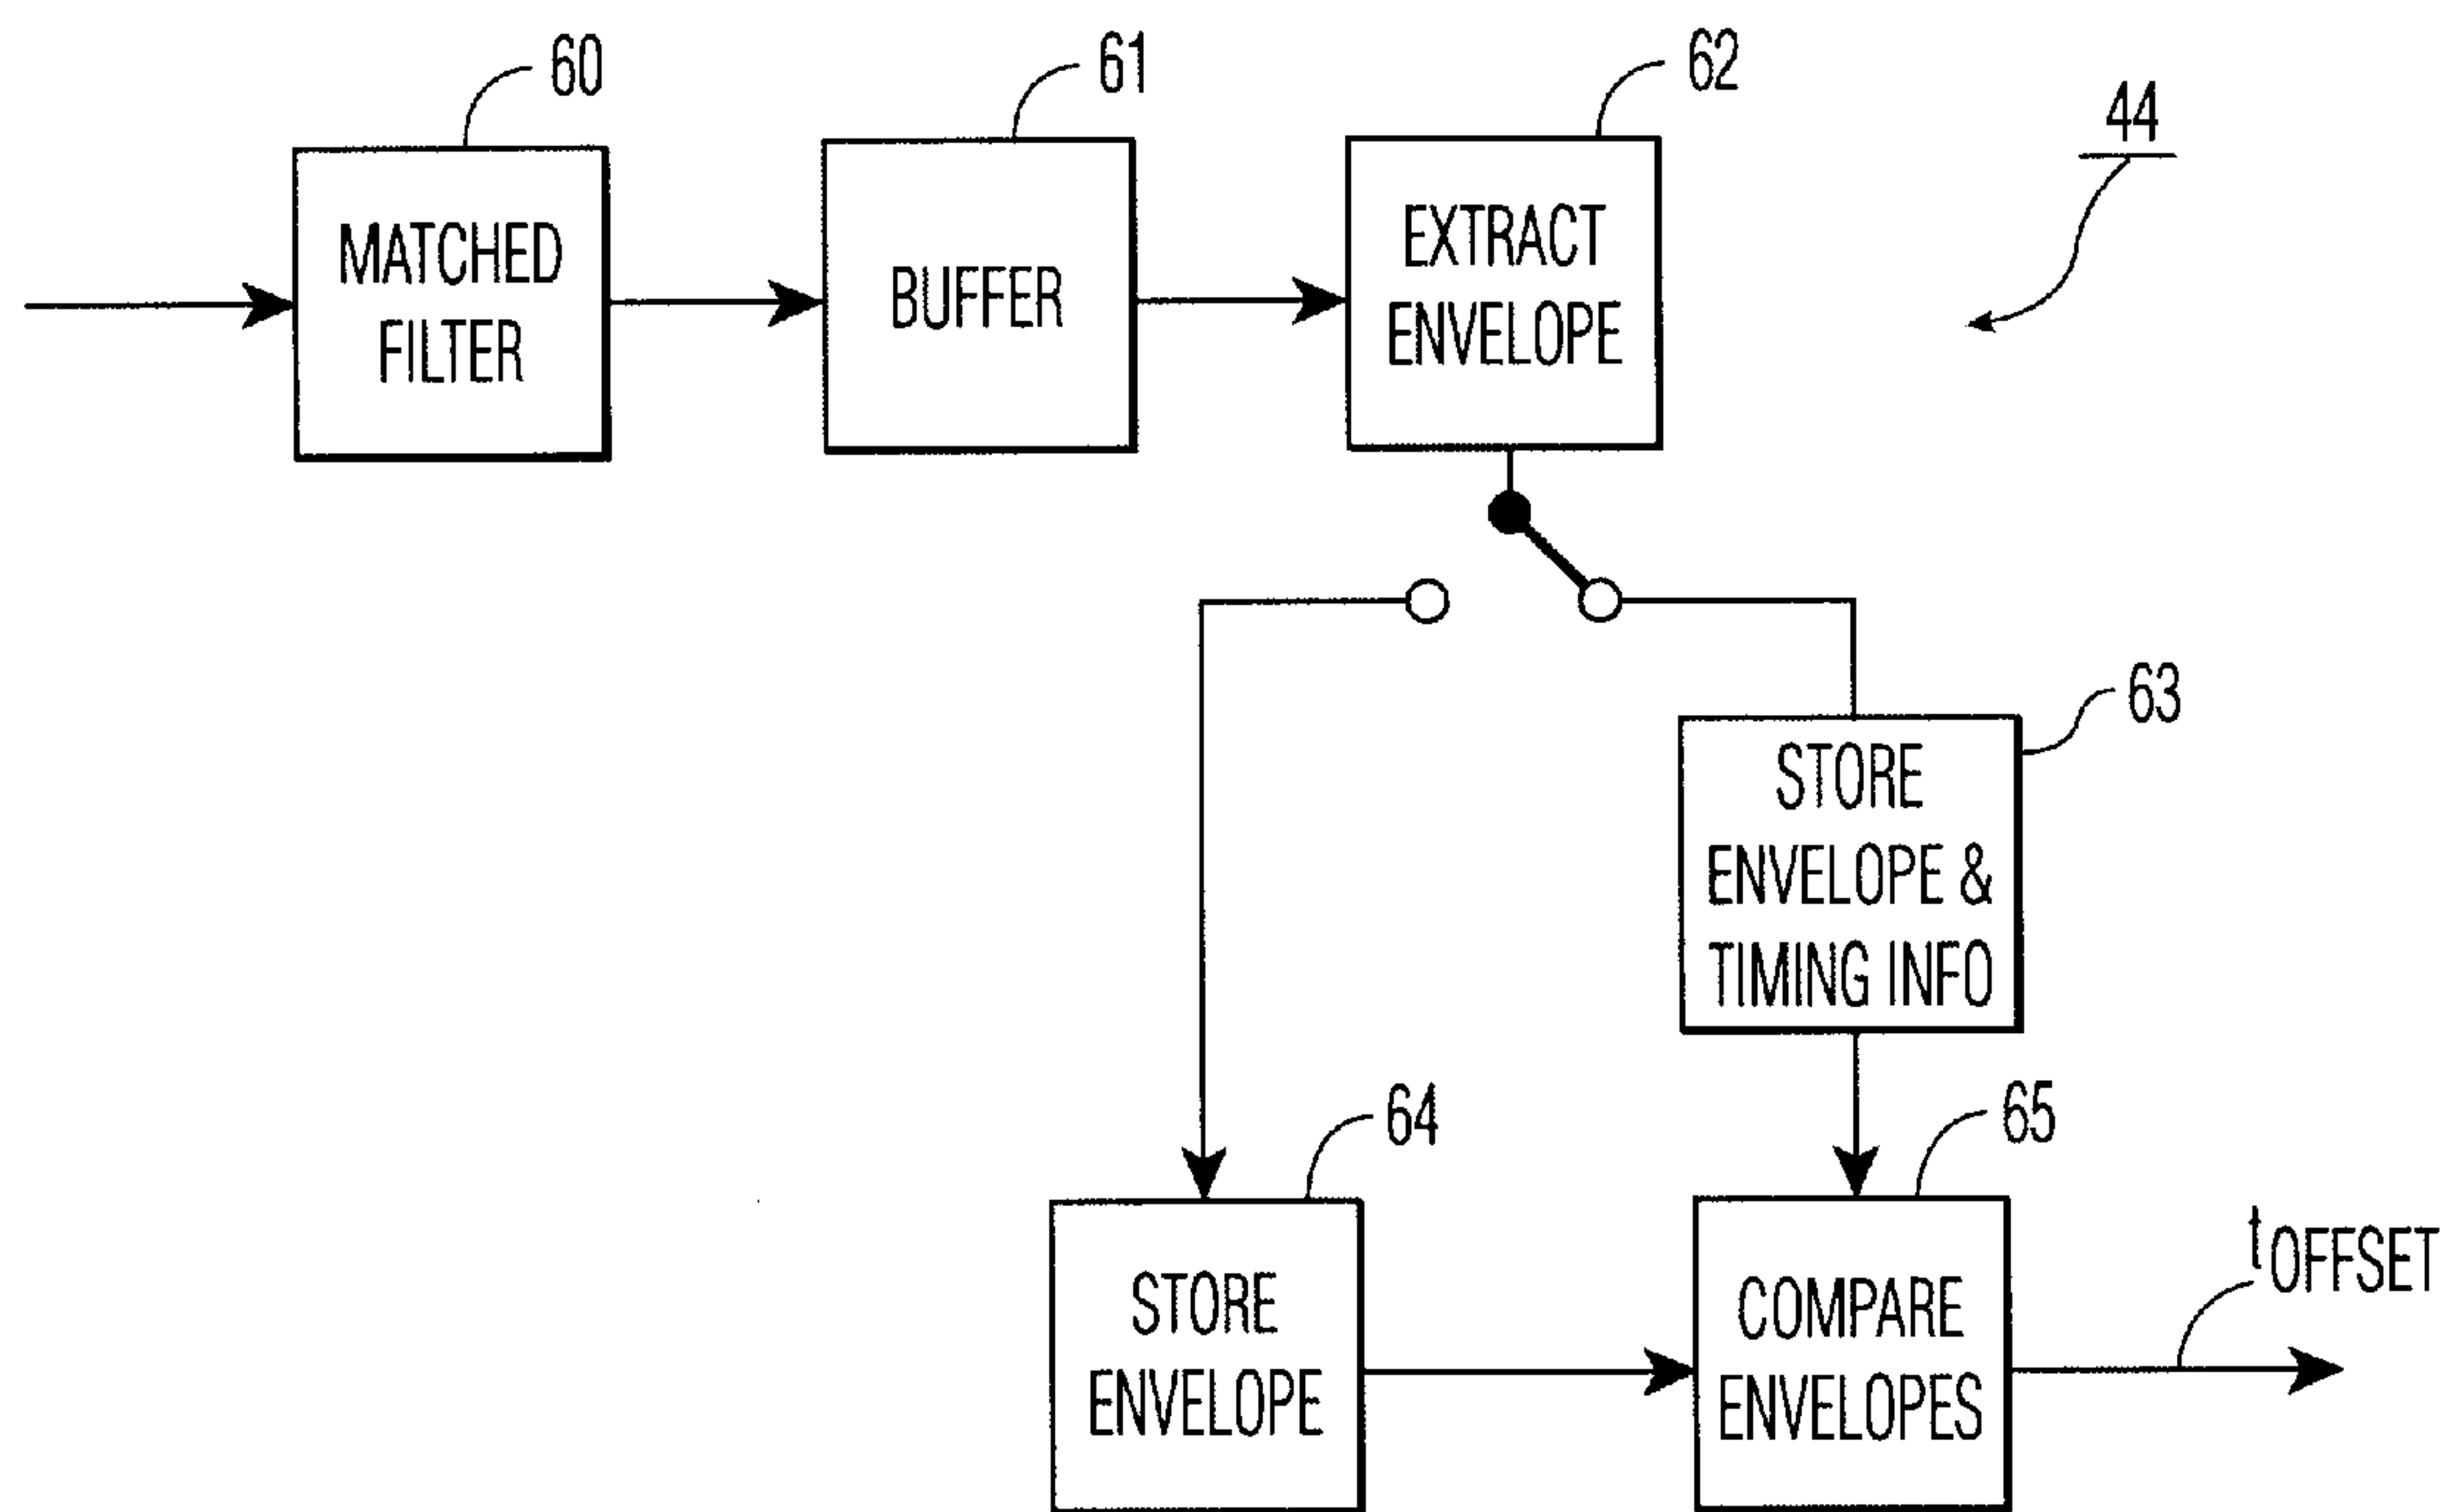 60
61
62
44
MATCHED
FILTER
BUFFER
EXTRACT
ENVELOPE
63
STORE
ENVELOPE &
TIMING INFO
64
65
STORE
ENVELOPE
COMPARE
ENVELOPES
tOFFSET